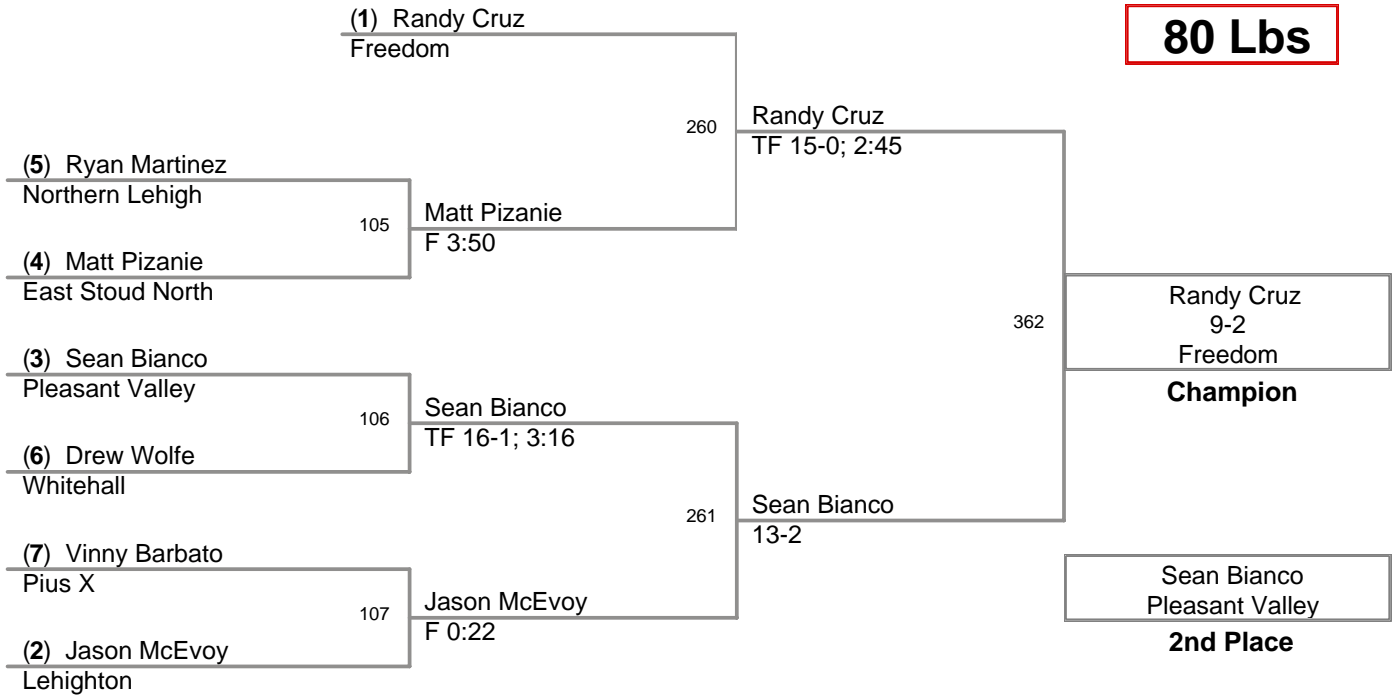 (1) Randy Cruz
Freedom
80 Lbs
260
Randy Cruz
TF 15-0; 2:45
(5) Ryan Martinez
Northern Lehigh
105
Matt Pizanie
F 3:50
(4) Matt Pizanie
East Stoud North
362
Randy Cruz
9-2
Freedom
Champion
(3) Sean Bianco
Pleasant Valley
106
Sean Bianco
TF 16-1; 3:16
(6) Drew Wolfe
Whitehall
261
Sean Bianco
13-2
(7) Vinny Barbato
Pius X
107
Jason McEvoy
F 0:22
(2) Jason McEvoy
Lehighton
Sean Bianco
Pleasant Valley
2nd Place